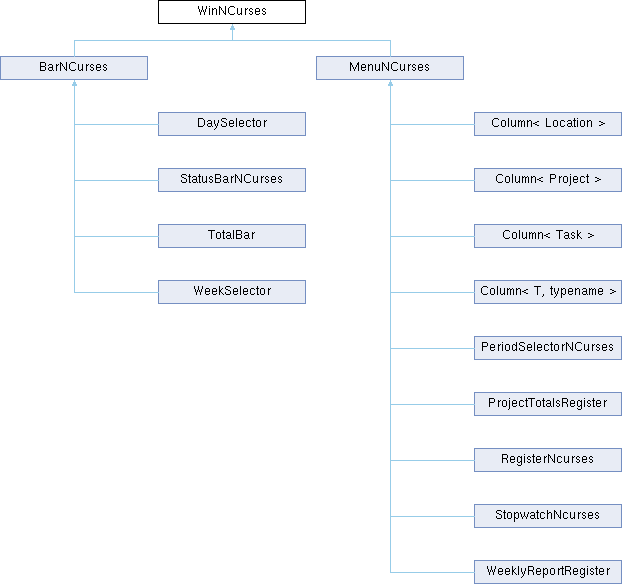 WinNCurses
BarNCurses
MenuNCurses
DaySelector
Column< Location >
StatusBarNCurses
Column< Project >
TotalBar
Column< Task >
WeekSelector
Column< T, typename >
PeriodSelectorNCurses
ProjectTotalsRegister
RegisterNcurses
StopwatchNcurses
WeeklyReportRegister